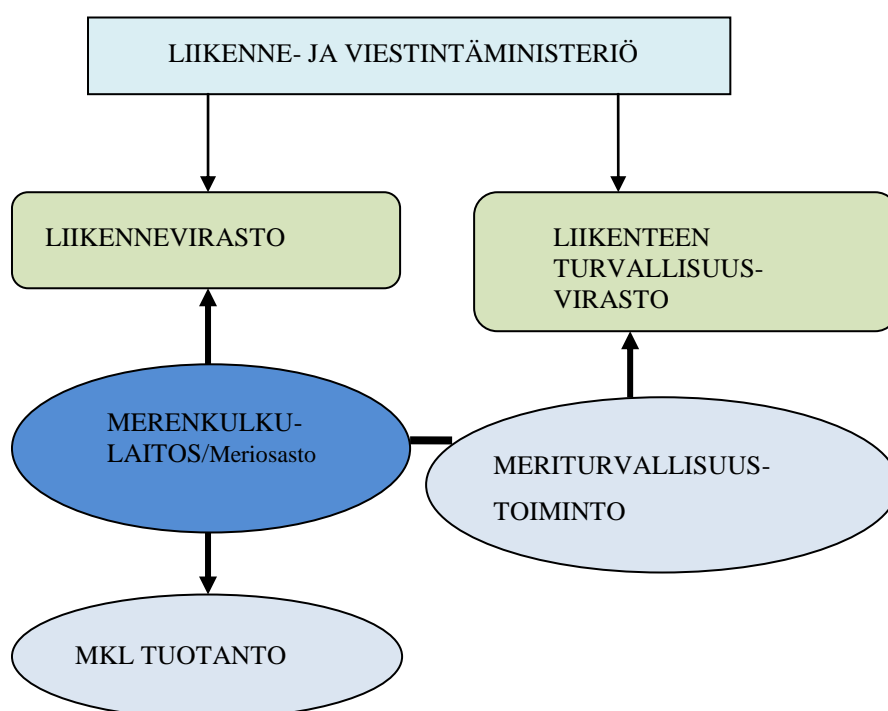 LIIKENNE- JA VIESTINTÄMINISTERIÖ
LIIKENNEVIRASTO
LIIKENTEEN
TURVALLISUUS-
VIRASTO
MERENKULKU-
LAITOS/Meriosasto
MERITURVALLISUUS-
TOIMINTO
MKL TUOTANTO